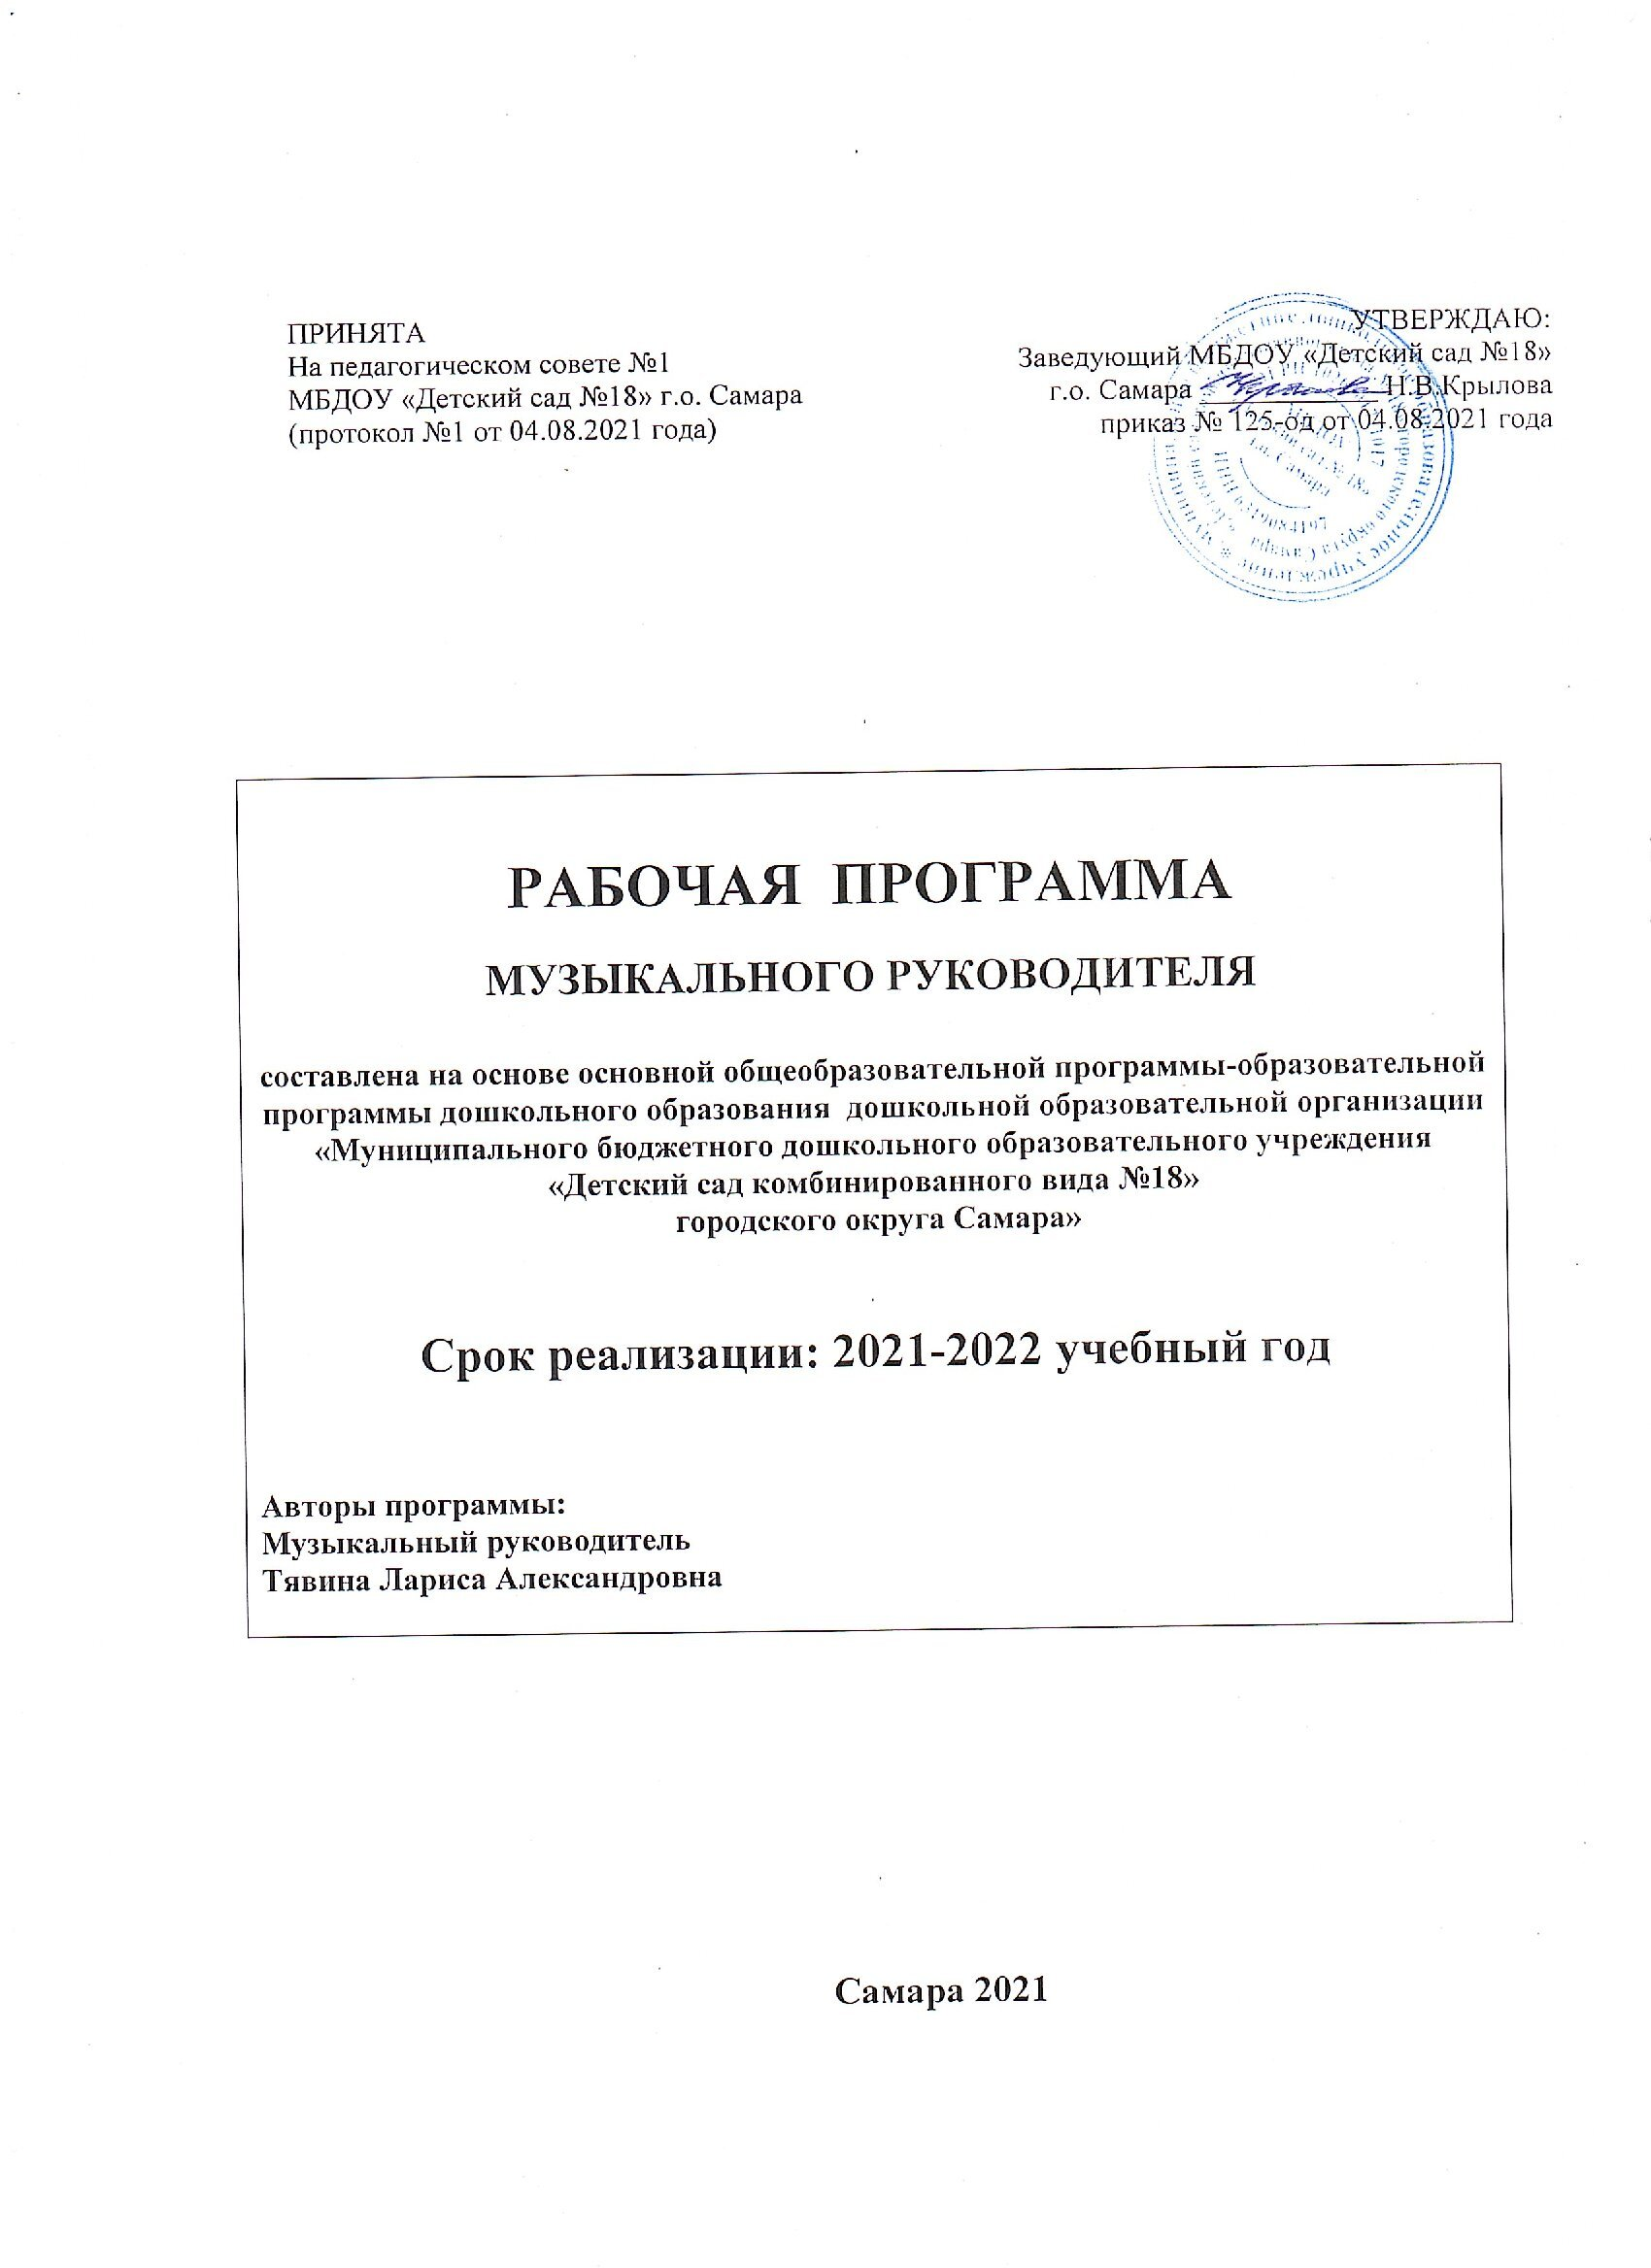 ПРИНЯТА
На педагогическом совете №1
МБДОУ «Детский сад №18» г.о. Самара
(протокол №1 от 04.08.2021 года)
УТВЕРЖДАЮ:
Заведующий МБДОУ «Детский сад №18»
г.о. Самара _____________ Н.В.Крылова
приказ № 125-од от 04.08.2021 года
РАБОЧАЯ ПРОГРАММА
МУЗЫКАЛЬНОГО РУКОВОДИТЕЛЯ
составлена на основе основной общеобразовательной программы-образовательной
программы дошкольного образования дошкольной образовательной организации
«Муниципального бюджетного дошкольного образовательного учреждения
«Детский сад комбинированного вида №18»
городского округа Самара»
Срок реализации: 2021-2022 учебный год
Авторы программы:
Музыкальный руководитель
Тявина Лариса Александровна
Самара 2021